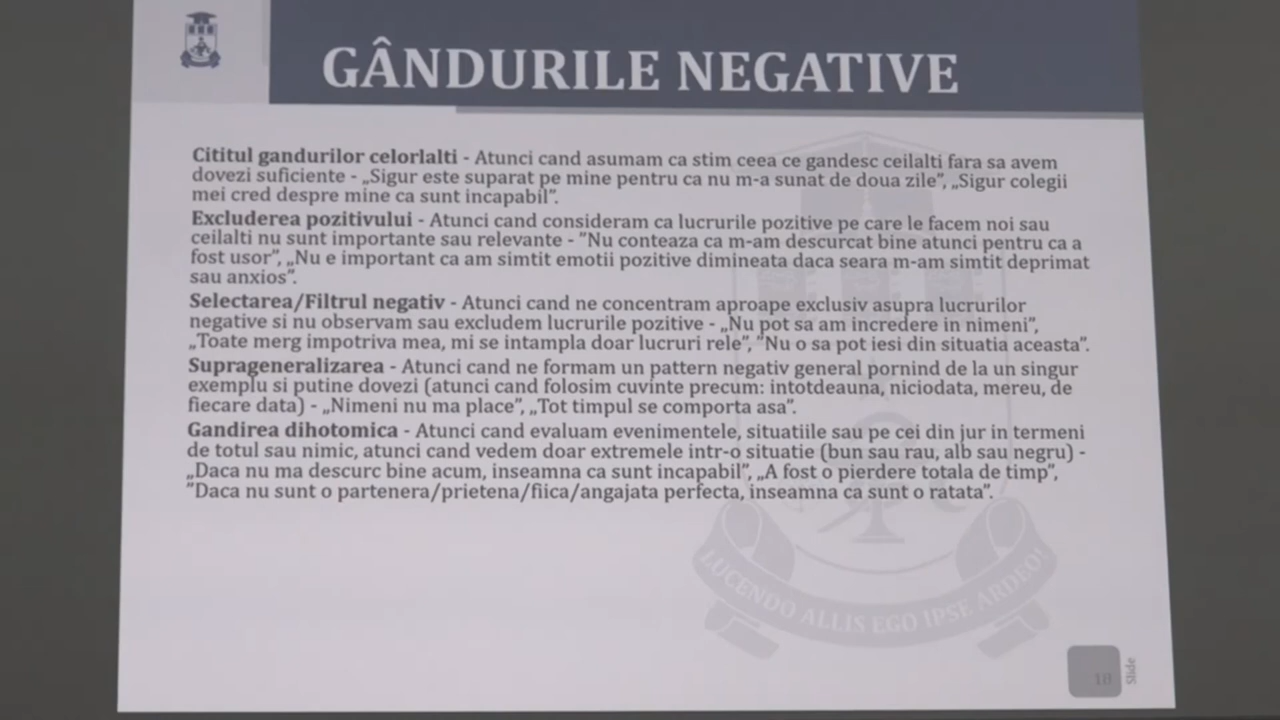 GÂNDURILE NEGATIVE
Cititul gandurilor celorlalti - Atunci cand asumam ca stim ceea ce gandesc ceilalti fara sa avem
dovezi suficiente - „Sigur este suparat pe mine pentru ca nu m-a sunat de doua zile”, „Sigur colegii
mei cred despre mine ca sunt incapabil”.
Excluderea pozitivului - Atunci cand consideram ca lucrurile pozitive pe care le facem noi sau
ceilalti nu sunt importante sau relevante - ”Nu conteaza ca m-am descurcat bine atunci pentru ca a
fost usor”, „Nu e important ca am simtit emotii pozitive dimineata daca seara m-am simtit deprimat
sau anxios”.
Selectarea/Filtrul negativ - Atunci cand ne concentram aproape exclusiv asupra lucrurilor
negative si nu observam sau excludem lucrurile pozitive - „Nu pot sa am incredere in nimeni”,
„Toate merg impotriva mea, mi se intampla doar lucruri rele”, ”Nu o sa pot iesi din situatia aceasta”.
Suprageneralizarea - Atunci cand ne formam un pattern negativ general pornind de la un singur
exemplu si putine dovezi (atunci cand folosim cuvinte precum: intotdeauna, niciodata, mereu, de
fiecare data) - „Nimeni nu ma place”, „Tot timpul se comporta asa”.
Gandirea dihotomica - Atunci cand evaluam evenimentele, situatiile sau pe cei din jur in termeni
de totul sau nimic, atunci cand vedem doar extremele intr-o situatie (bun sau rau, alb sau negru) -
„Daca nu ma descurc bine acum, inseamna ca sunt incapabil”, „A fost o pierdere totala de timp”,
”Daca nu sunt o partenera/prietena/fiica/angajata perfecta, inseamna ca sunt o ratata”.
LUCENDO ALLIS EGO IPSE ARDEO!
18
Slide